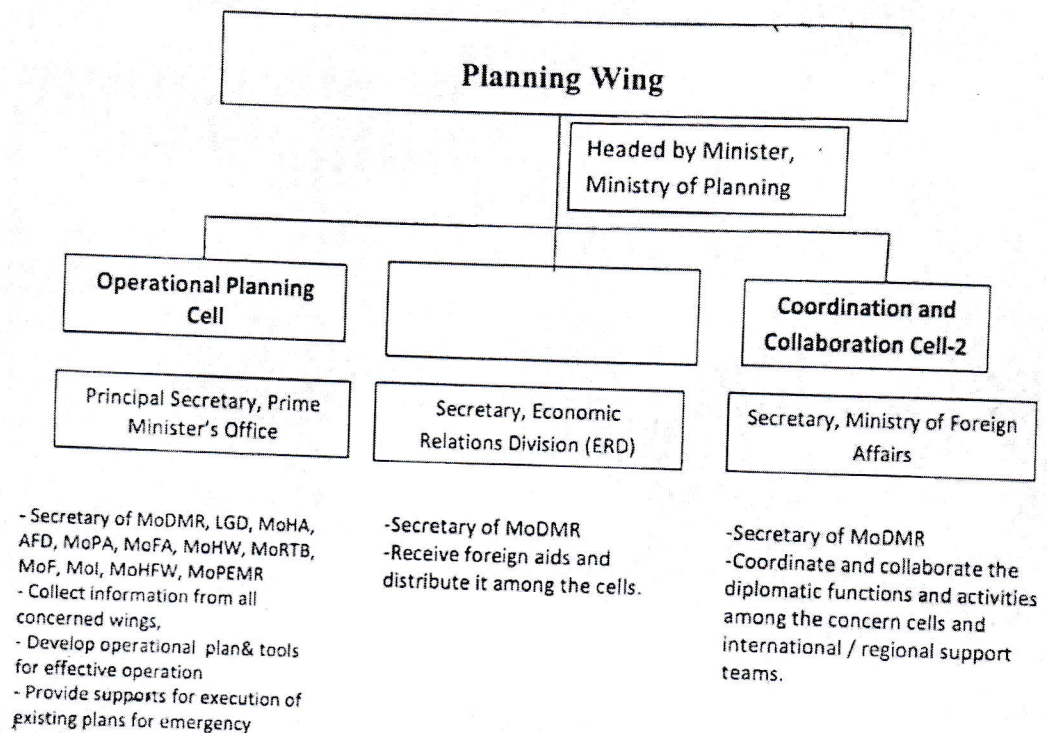 Planning Wing
Headed by Minister,
Ministry of Planning
Operational Planning
Cell
Coordination and
Collaboration Cell-2
Principal Secretary, Prime
Minister's Office
Secretary, Economic
Relations Division (ERD)
Secretary, Ministry of Foreign
Affairs
- Secretary of MoDMR, LGD, MoHA,
AFD, MoPA, MoFA, MoHW, MoRTB,
MoF, MoI, MoHFW, MoPEMR
- Collect information from all
concerned wings,
- Develop operational plan& tools
for effective operation
- Provide supports for execution of
existing plans for emergency
-Secretary of MoDMR
-Receive foreign aids and
distribute it among the cells.
-Secretary of MoDMR
-Coordinate and collaborate the
diplomatic functions and activities
among the concern cells and
international / regional support
teams.